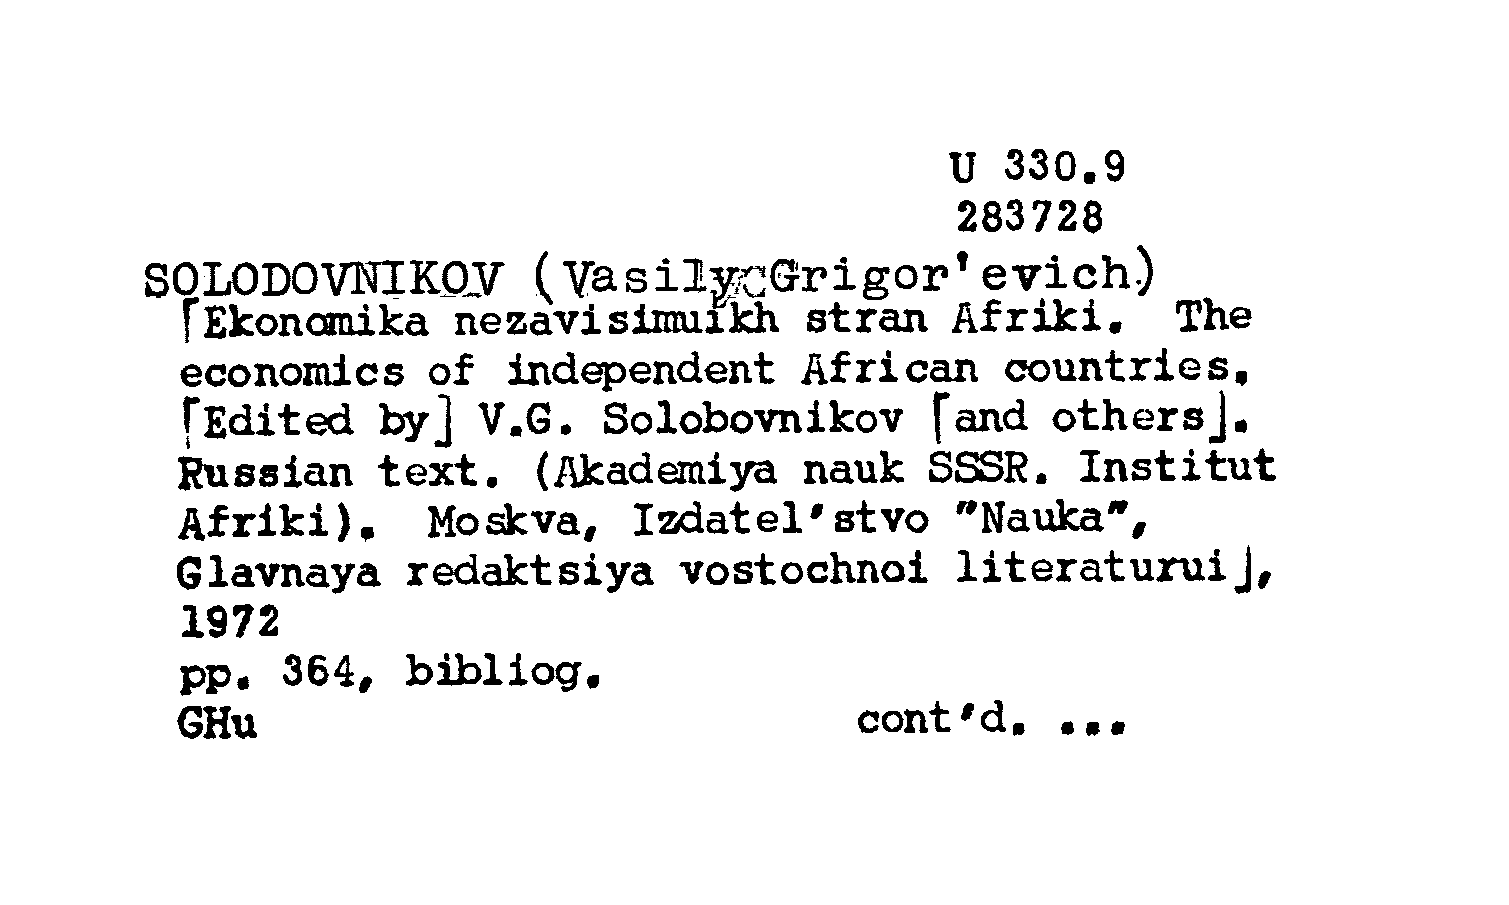 U 330.9
283728
SOLODOVNIKOV (Vasily Grigor'evich)
⌈Ekonomika nezavisimuikh stran Afriki. The
economics of independent African countries.
⌈Edited by⌋ V.G. Solobovnikov ⌈and others⌋.
Russian text. (Akademiya nauk SSSR. Institut
Afriki). Moskva, Izdatel'stvo "Nauka",
Glavnaya redaktsiya vostochnoi literaturui⌋,
1972
pp. 364, bibliog.
GHu cont'd. ...